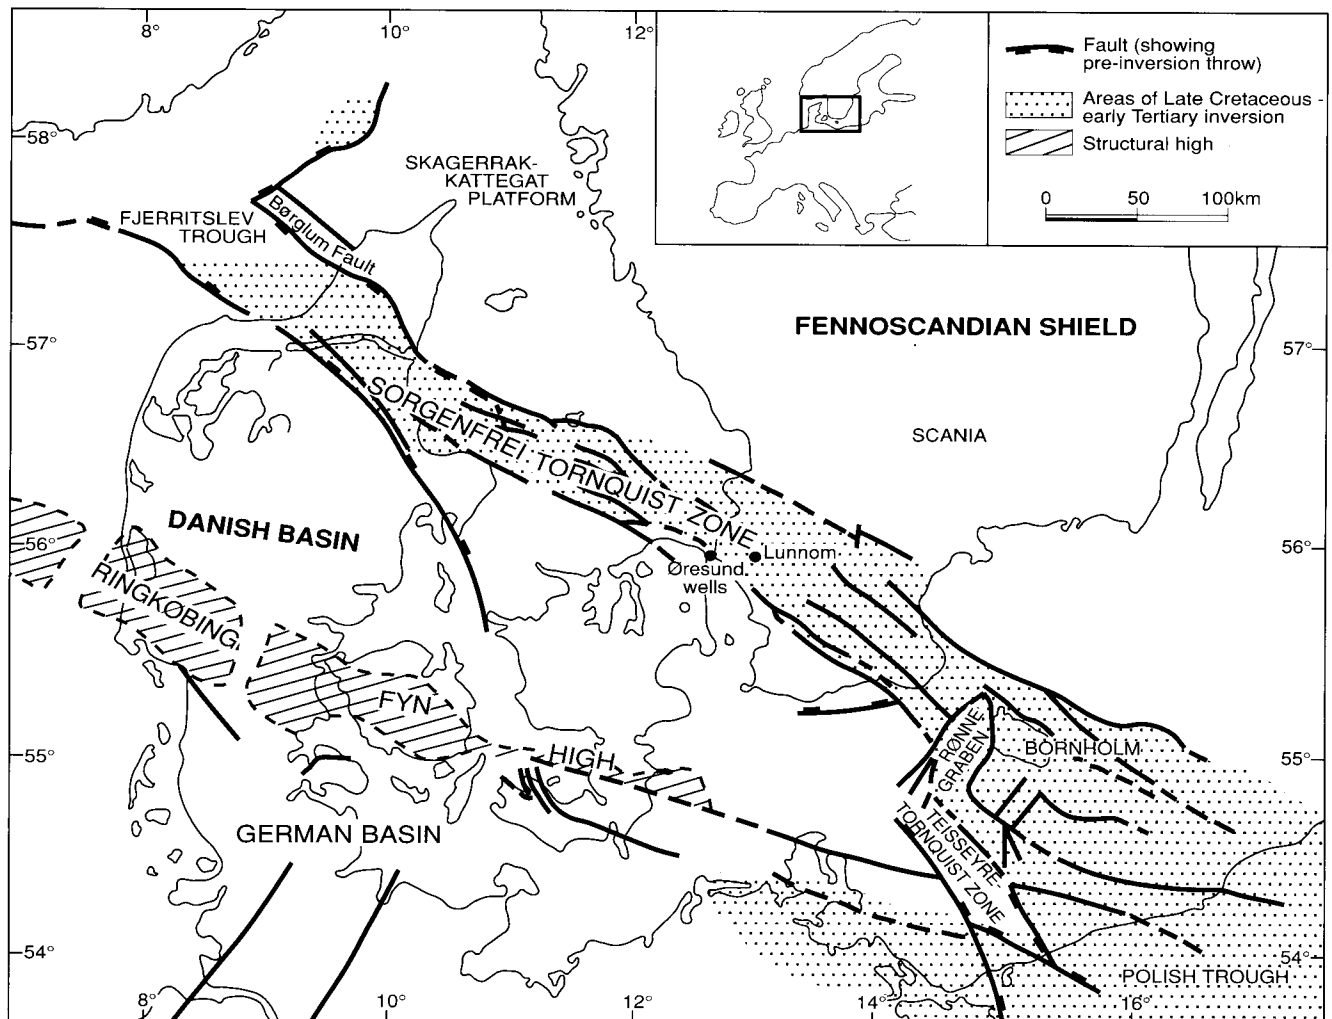 8°
10°
12°
Fault (showing
pre-inversion throw)
Areas of Late Cretaceous -
early Tertiary inversion
Structural high
0 50 100km
58°
SKAGERRAK-
KATTEGAT
PLATFORM
FJERRITSLEV
TROUGH
Børglum Fault
FENNOSCANDIAN SHIELD
57°
57°
SORGENFREI TORNQUIST ZONE
SCANIA
DANISH BASIN
56°
56°
Lunnom
Øresund
wells
RINGKØBING
FYN
HIGH
RØNNE
GRABEN
BORNHOLM
55°
55°
GERMAN BASIN
TEISSEYRE
TORNQUIST ZONE
54°
54°
POLISH TROUGH
8°
10°
12°
14°
16°